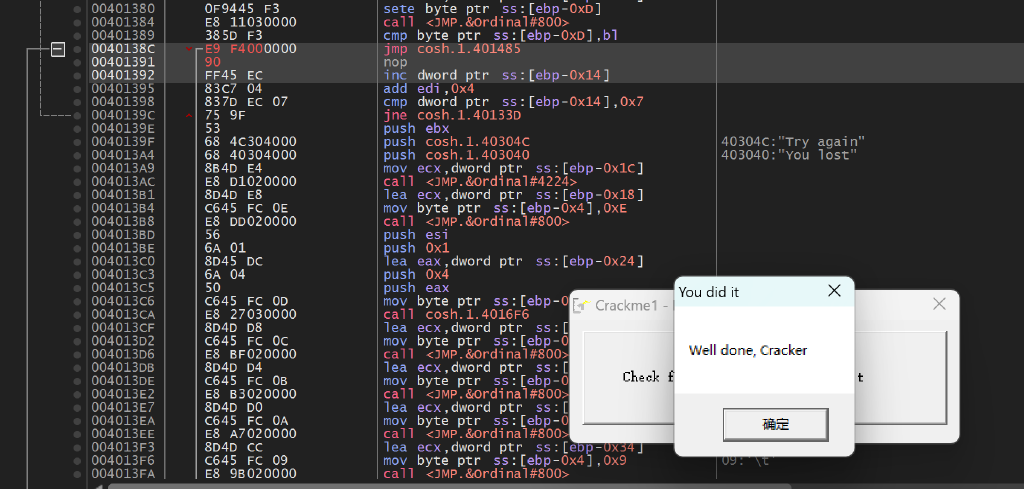 00401380 0F9445 F3 sete byte ptr ss:[ebp-0xD]
00401384 E8 11030000 call <JMP.&Ordinal#800>
00401389 385D F3 cmp byte ptr ss:[ebp-0xD],bl
0040138C E9 F4000000 jmp cosh.1.401485
00401391 90 nop
00401392 FF45 EC inc dword ptr ss:[ebp-0x14]
00401395 83C7 04 add edi,0x4
00401398 837D EC 07 cmp dword ptr ss:[ebp-0x14],0x7
0040139C 75 9F jne cosh.1.40133D
0040139E 53 push ebx
0040139F 68 4C304000 push cosh.1.40304C 40304C:"Try again"
004013A4 68 40304000 push cosh.1.403040 403040:"You lost"
004013A9 8B4D E4 mov ecx,dword ptr ss:[ebp-0x1C]
004013AC E8 D1020000 call <JMP.&Ordinal#4224>
004013B1 8D4D E8 lea ecx,dword ptr ss:[ebp-0x18]
004013B4 C645 FC 0E mov byte ptr ss:[ebp-0x4],0xE
004013B8 E8 DD020000 call <JMP.&Ordinal#800>
004013BD 56 push esi
004013BE 6A 01 push 0x1
004013C0 8D45 DC lea eax,dword ptr ss:[ebp-0x24]
004013C3 6A 04 push 0x4
004013C5 50 push eax
004013C6 C645 FC 0D mov byte ptr ss:[ebp-0
004013CA E8 27030000 call cosh.1.4016F6
004013CF 8D4D D8 lea ecx,dword ptr ss:[
004013D2 C645 FC 0C mov byte ptr ss:[ebp-0
004013D6 E8 BF020000 call <JMP.&Ordinal#800
004013DB 8D4D D4 lea ecx,dword ptr ss:[
004013DE C645 FC 0B mov byte ptr ss:[ebp-0
004013E2 E8 B3020000 call <JMP.&Ordinal#800
004013E7 8D4D D0 lea ecx,dword ptr ss:[
004013EA C645 FC 0A mov byte ptr ss:[ebp-0
004013EE E8 A7020000 call <JMP.&Ordinal#800
004013F3 8D4D CC lea ecx,dword ptr ss:[ebp-0x34]
004013F6 C645 FC 09 mov byte ptr ss:[ebp-0x4],0x9 09:'\t'
004013FA E8 9B020000 call <JMP.&Ordinal#800>
Crackme1 -
Check f
t
You did it
Well done, Cracker
确定